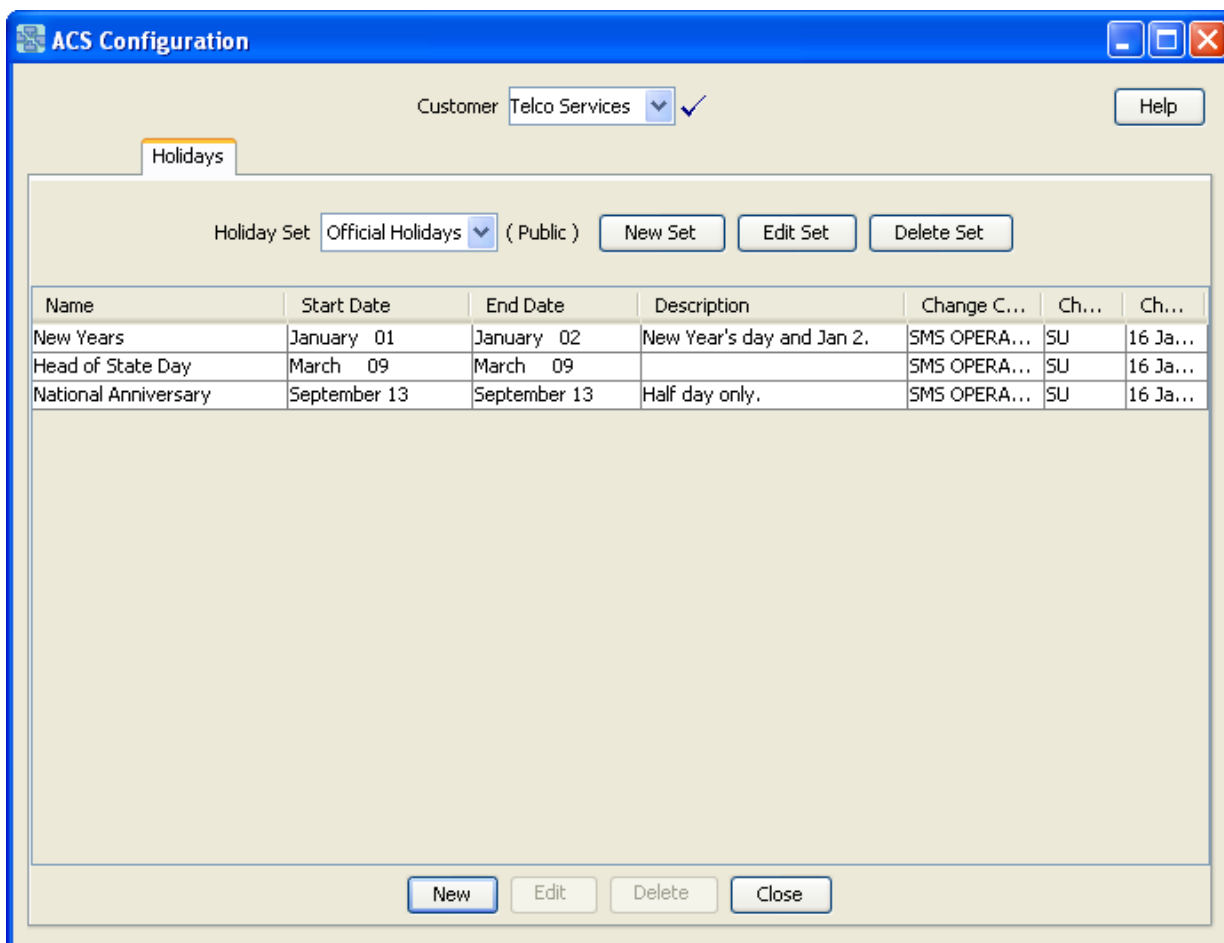 ACS Configuration
Customer Telco Services Help
Holidays
Holiday Set Official Holidays ( Public ) New Set Edit Set Delete Set
Name Start Date End Date Description Change C... Ch... Ch...
New Years January 01 January 02 New Year's day and Jan 2. SMS OPERA... SU 16 Ja...
Head of State Day March 09 March 09 SMS OPERA... SU 16 Ja...
National Anniversary September 13 September 13 Half day only. SMS OPERA... SU 16 Ja...
New Edit Delete Close